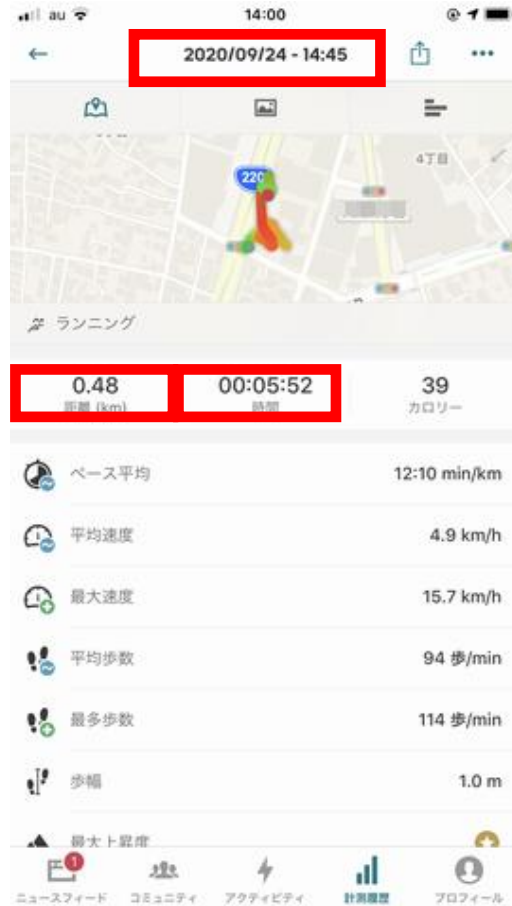 au 14:00
2020/09/24 - 14:45
220
4丁目
ランニング
0.48 00:05:52 39
距離 (km) 時間 カロリー
ペース平均 12:10 min/km
平均速度 4.9 km/h
最大速度 15.7 km/h
平均歩数 94 歩/min
最多歩数 114 歩/min
歩幅 1.0 m
最大上昇度
1
ニュースフィード コミュニティ アクティビティ 計測履歴 プロフィール